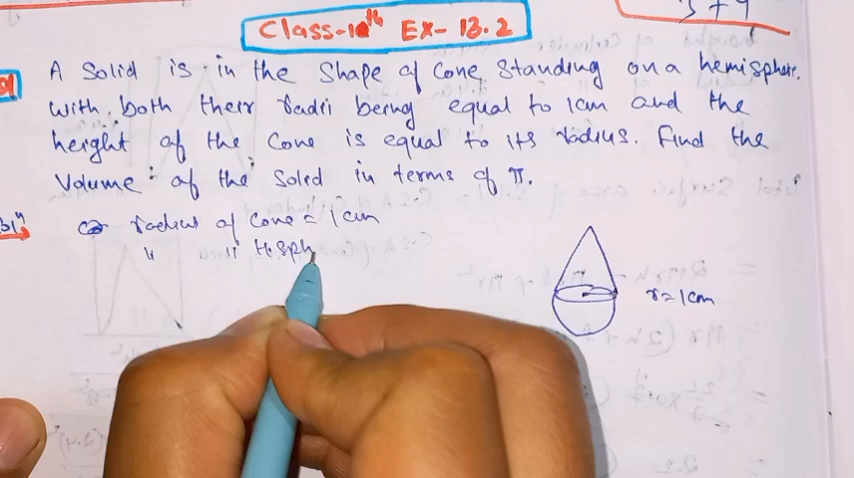 Class-10th Ex-13.2
A Solid is in the Shape of Cone Standing on a hemisphere
with both their radii being equal to 1cm and the
height of the Cone is equal to its radius. Find the
Volume of the Solid in terms of π.
radius of Cone = 1cm
〃 〃 H.Sph
r=1cm